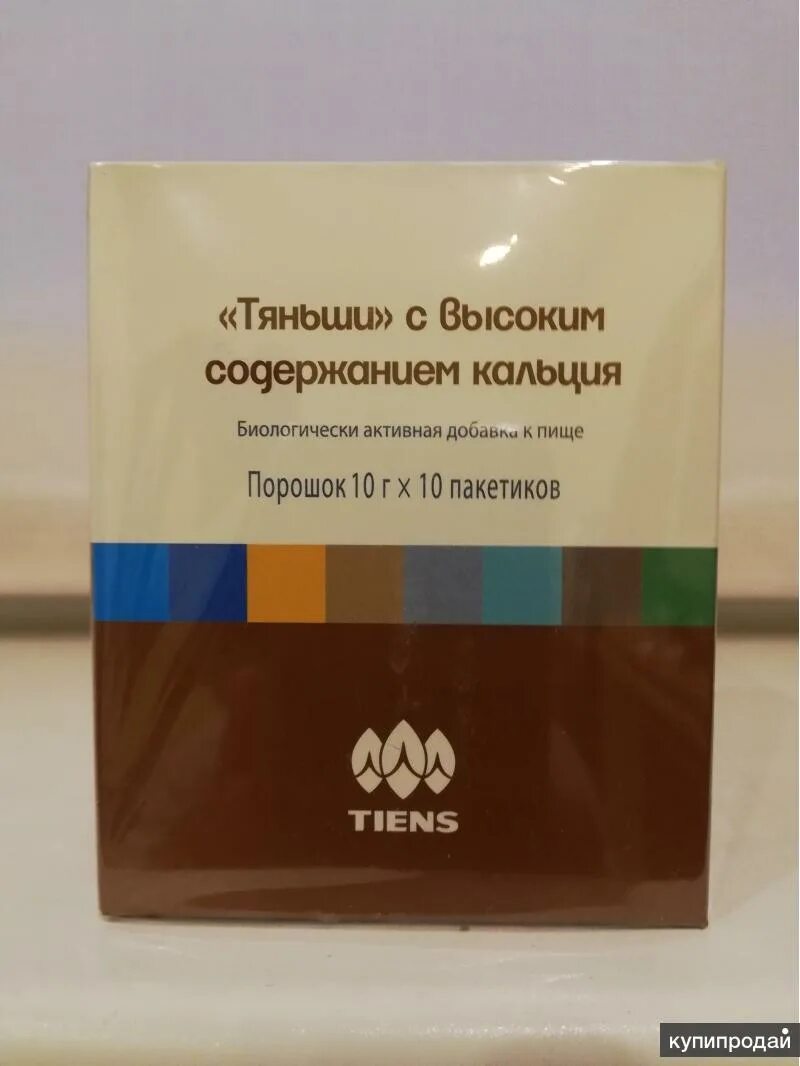 «Тяньши» с высоким
содержанием кальция
Биологически активная добавка к пище
Порошок 10 г × 10 пакетиков
TIENS
купипродай